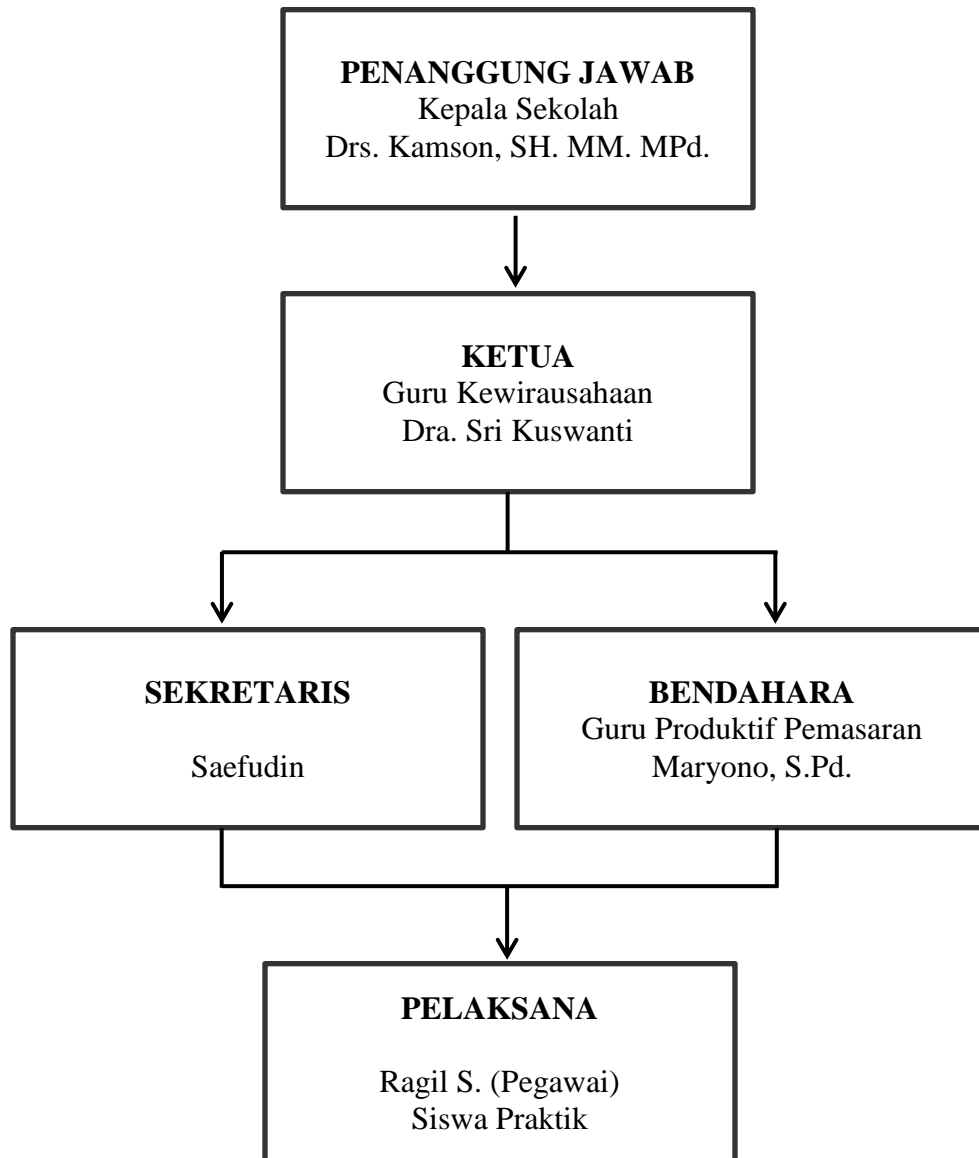 PENANGGUNG JAWAB
Kepala Sekolah
Drs. Kamson, SH. MM. MPd.
KETUA
Guru Kewirausahaan
Dra. Sri Kuswanti
SEKRETARIS
Saefudin
BENDAHARA
Guru Produktif Pemasaran
Maryono, S.Pd.
PELAKSANA
Ragil S. (Pegawai)
Siswa Praktik